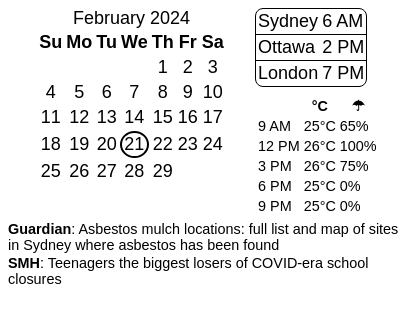 February 2024
Su Mo Tu We Th Fr Sa
1 2 3
4 5 6 7 8 9 10
11 12 13 14 15 16 17
18 19 20 21 22 23 24
25 26 27 28 29
Sydney 6 AM
Ottawa 2 PM
London 7 PM
°C ☂
9 AM 25°C 65%
12 PM 26°C 100%
3 PM 26°C 75%
6 PM 25°C 0%
9 PM 25°C 0%
Guardian: Asbestos mulch locations: full list and map of sites
in Sydney where asbestos has been found
SMH: Teenagers the biggest losers of COVID-era school
closures